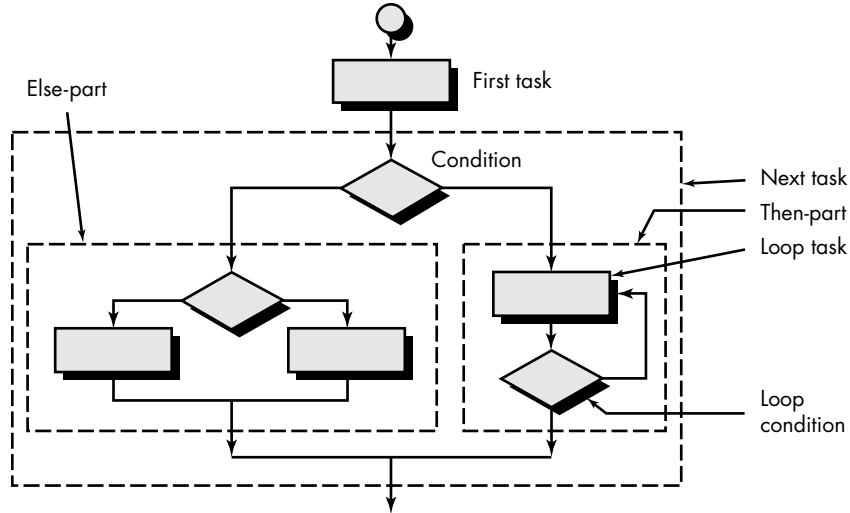 First task
Else-part
Condition
Next task
Then-part
Loop task
Loop
condition